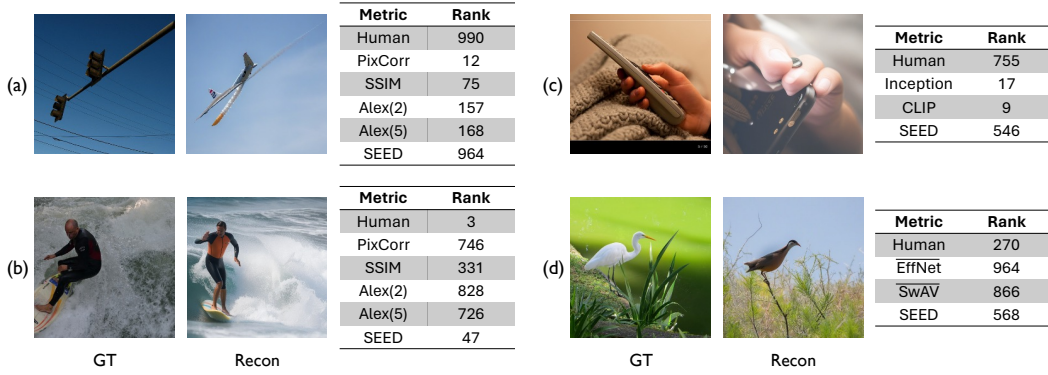 (a)
Metric Rank
Human 990
PixCorr 12
SSIM 75
Alex(2) 157
Alex(5) 168
SEED 964
(b)
Metric Rank
Human 3
PixCorr 746
SSIM 331
Alex(2) 828
Alex(5) 726
SEED 47
GT Recon
(c)
Metric Rank
Human 755
Inception 17
CLIP 9
SEED 546
(d)
Metric Rank
Human 270
EffNet 964
SwAV 866
SEED 568
GT Recon